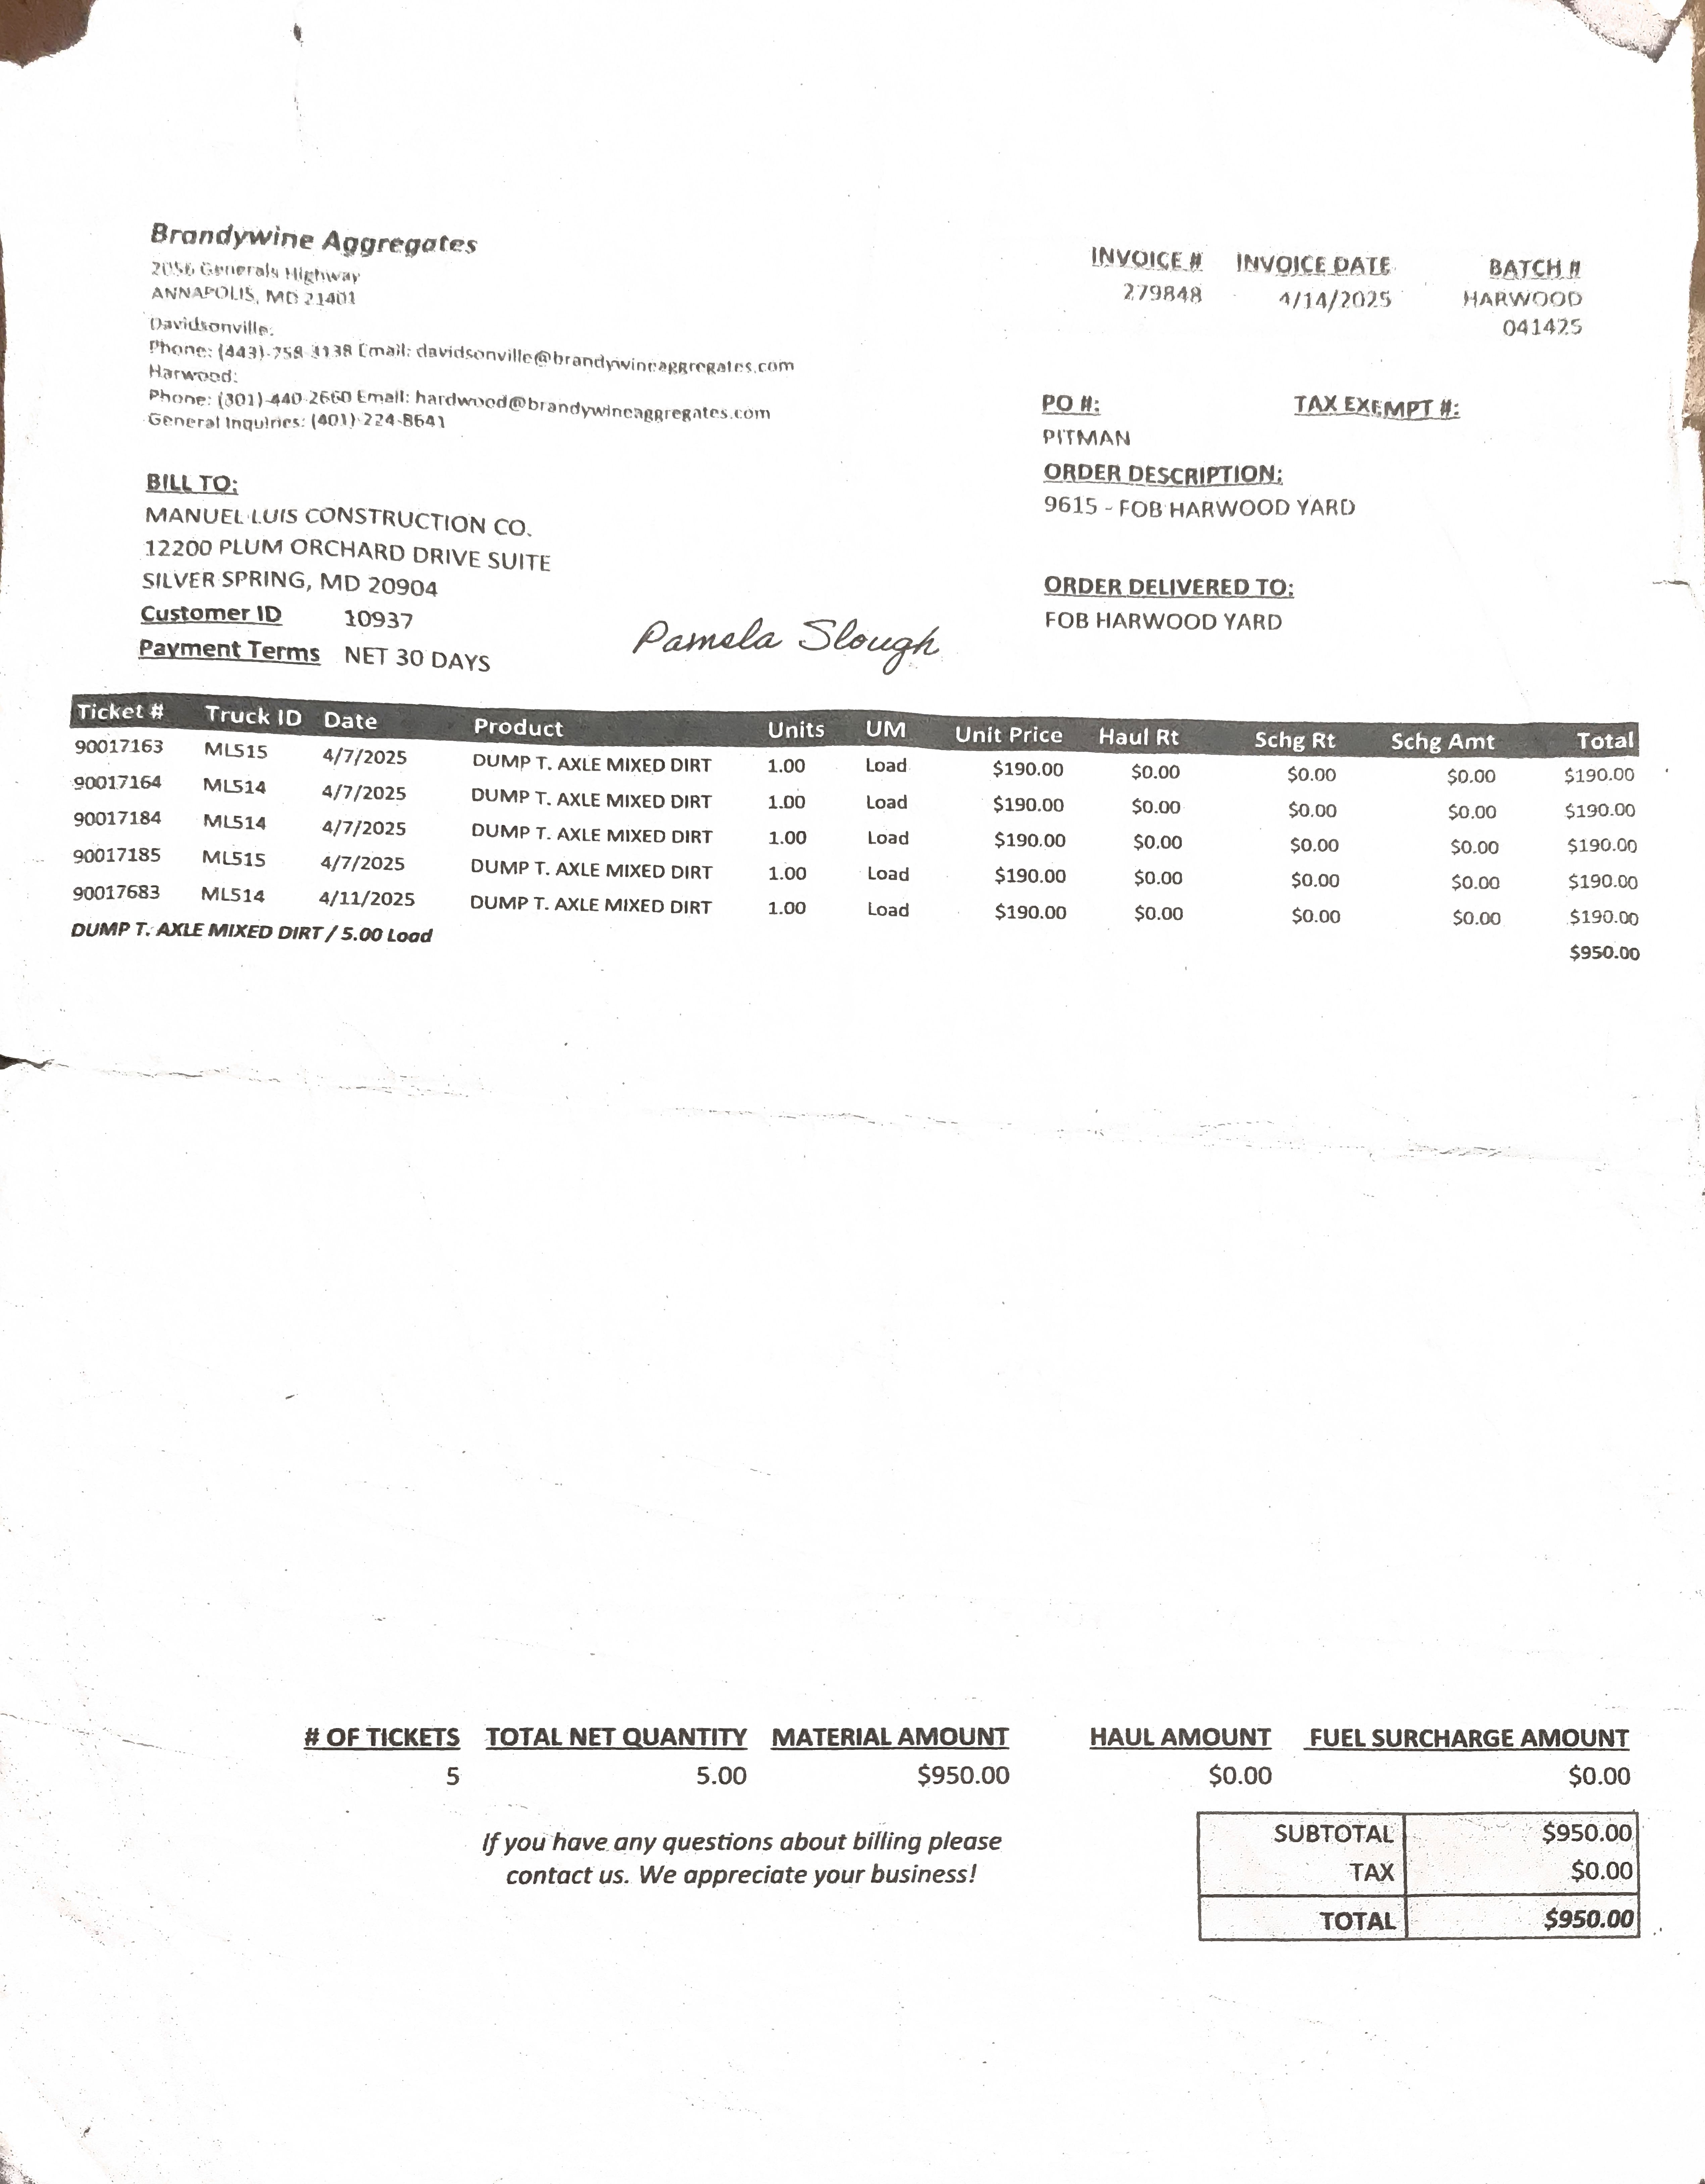 Brandywine Aggregates
2056 Generals Highway
ANNAPOLIS, MD 21401
Davidsonville:
Phone: (443)-758-3138 Email: davidsonville@brandywineaggregates.com
Harwood:
Phone: (301)-440-2660 Email: hardwood@brandywineaggregates.com
General Inquiries: (401)-224-8641
INVOICE # INVOICE DATE BATCH #
279848 4/14/2025 HARWOOD
041425
PO #: TAX EXEMPT #:
PITMAN
ORDER DESCRIPTION:
9615 - FOB HARWOOD YARD
ORDER DELIVERED TO:
FOB HARWOOD YARD
BILL TO:
MANUEL LUIS CONSTRUCTION CO.
12200 PLUM ORCHARD DRIVE SUITE
SILVER SPRING, MD 20904
Customer ID 10937
Payment Terms NET 30 DAYS
Pamela Slough
Ticket # Truck ID Date Product Units UM Unit Price Haul Rt Schg Rt Schg Amt Total
90017163 ML515 4/7/2025 DUMP T. AXLE MIXED DIRT 1.00 Load $190.00 $0.00 $0.00 $0.00 $190.00
90017164 ML514 4/7/2025 DUMP T. AXLE MIXED DIRT 1.00 Load $190.00 $0.00 $0.00 $0.00 $190.00
90017184 ML514 4/7/2025 DUMP T. AXLE MIXED DIRT 1.00 Load $190.00 $0.00 $0.00 $0.00 $190.00
90017185 ML515 4/7/2025 DUMP T. AXLE MIXED DIRT 1.00 Load $190.00 $0.00 $0.00 $0.00 $190.00
90017683 ML514 4/11/2025 DUMP T. AXLE MIXED DIRT 1.00 Load $190.00 $0.00 $0.00 $0.00 $190.00
DUMP T. AXLE MIXED DIRT / 5.00 Load $950.00
# OF TICKETS TOTAL NET QUANTITY MATERIAL AMOUNT HAUL AMOUNT FUEL SURCHARGE AMOUNT
5 5.00 $950.00 $0.00 $0.00
If you have any questions about billing please
contact us. We appreciate your business!
SUBTOTAL $950.00
TAX $0.00
TOTAL $950.00